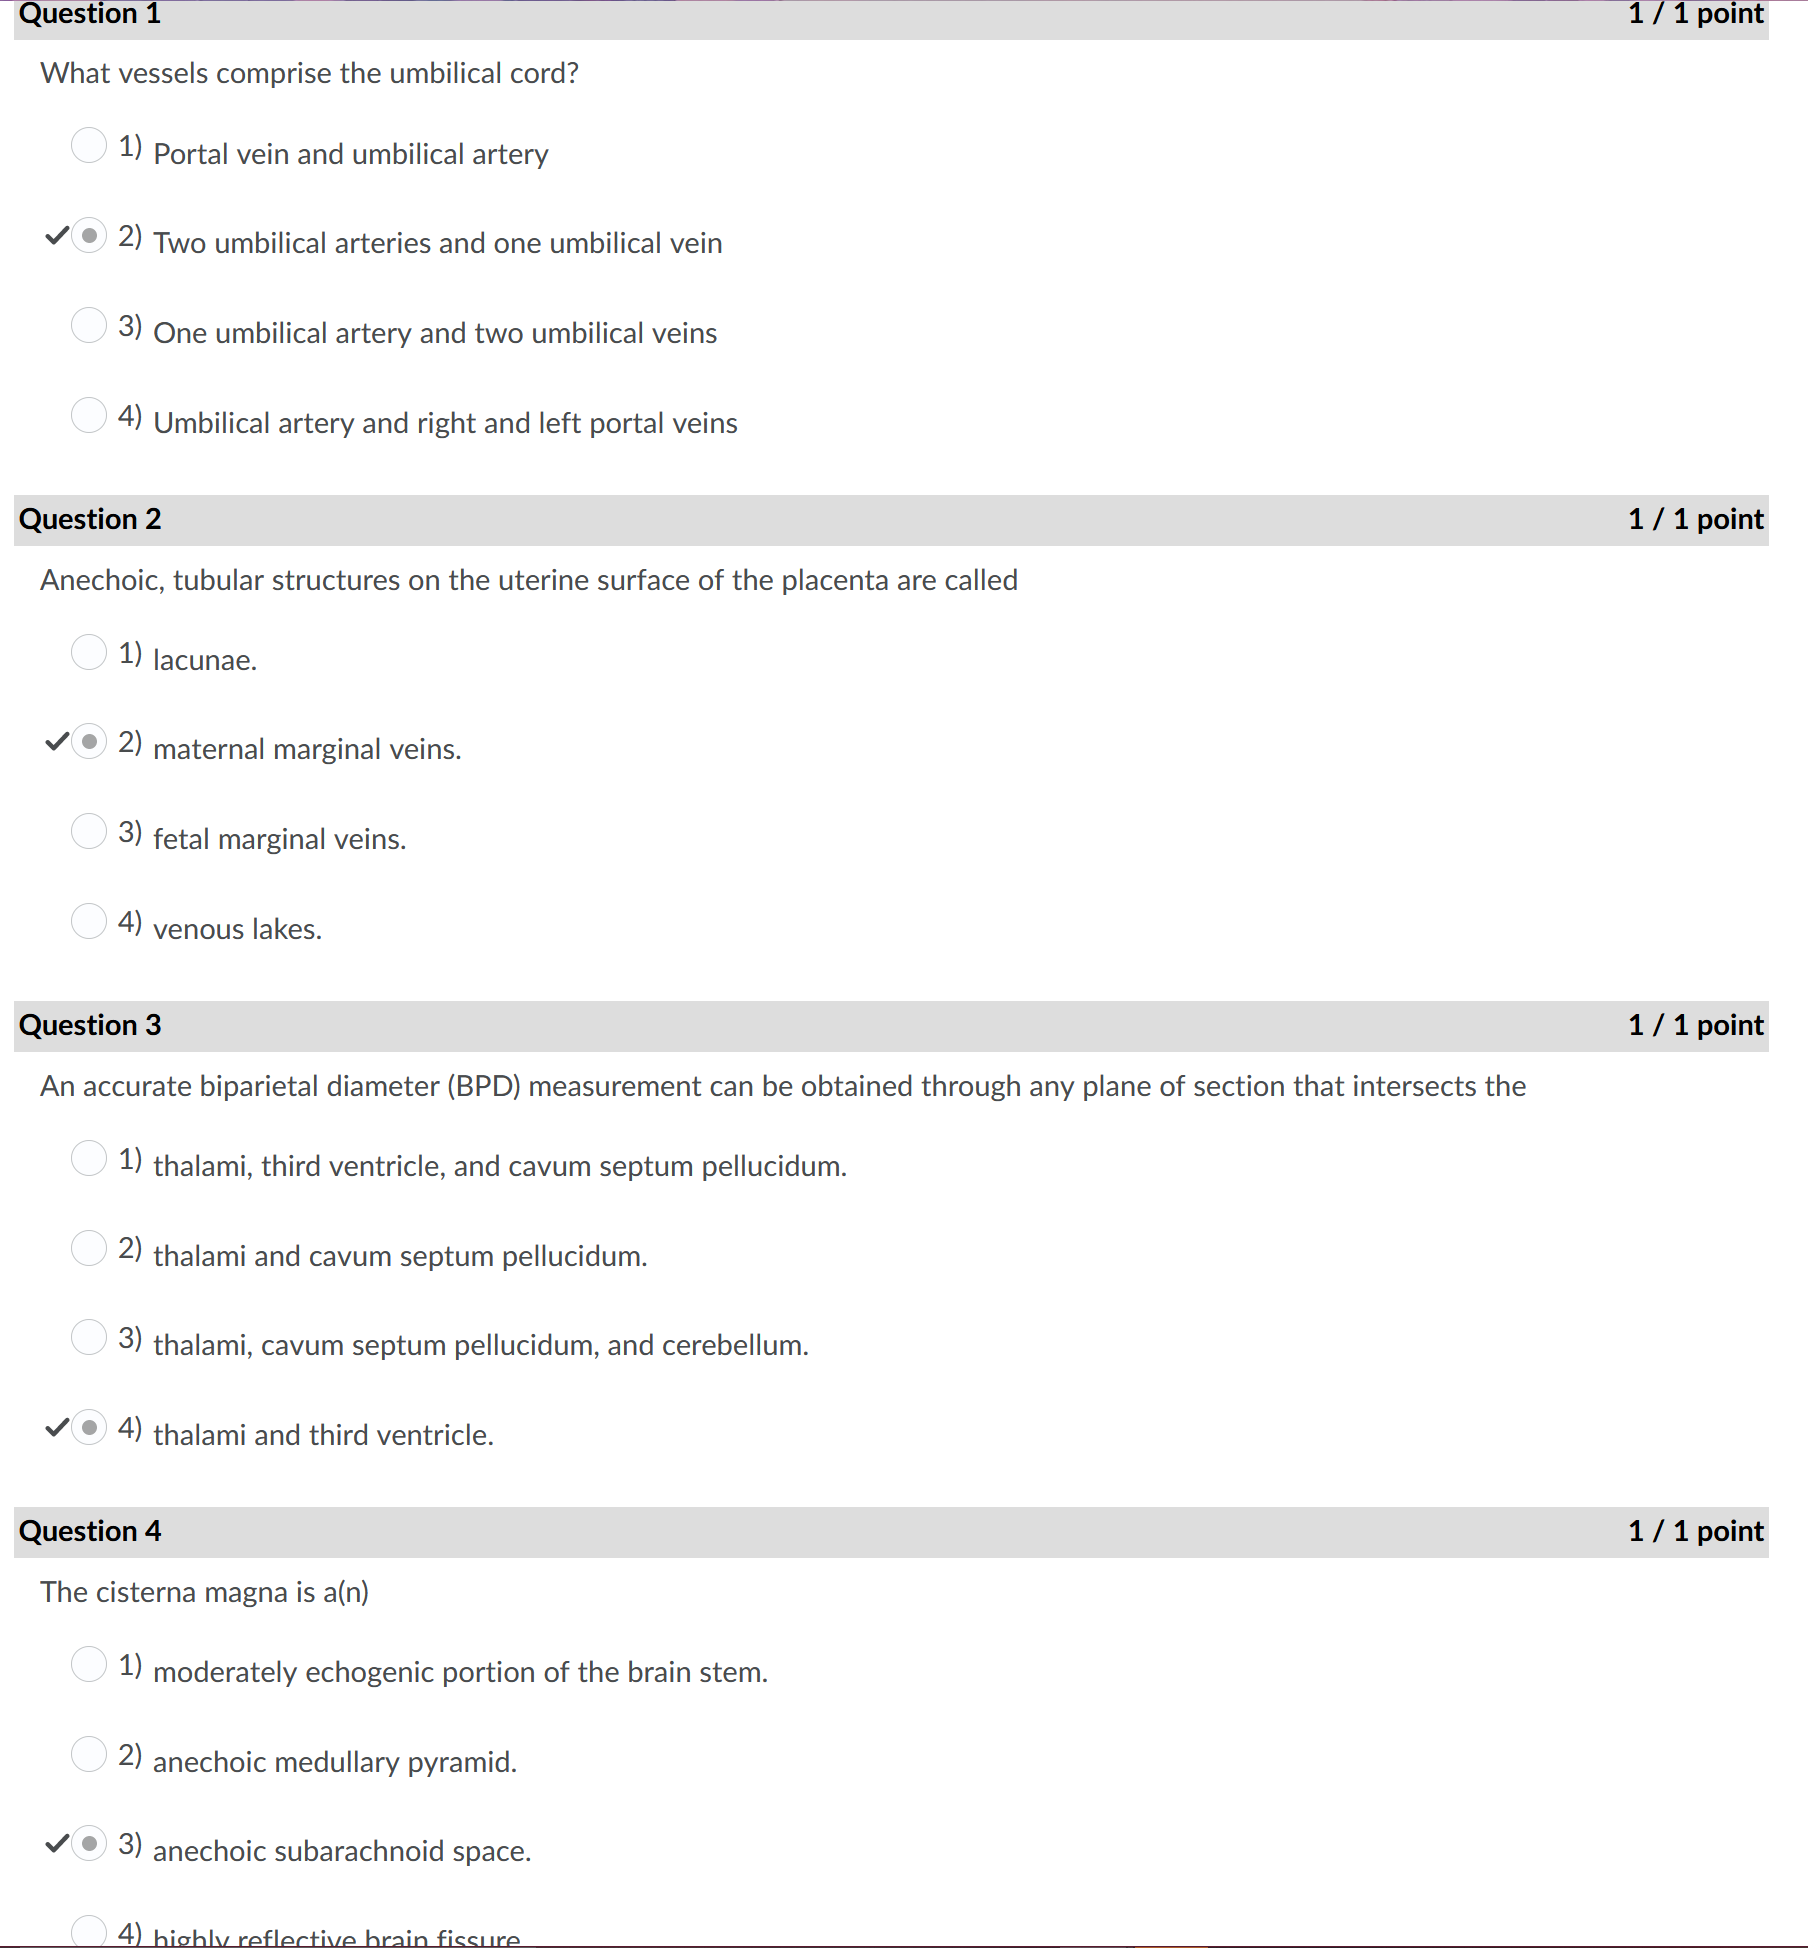 Question 1 1 / 1 point
What vessels comprise the umbilical cord?
1) Portal vein and umbilical artery
2) Two umbilical arteries and one umbilical vein
3) One umbilical artery and two umbilical veins
4) Umbilical artery and right and left portal veins
Question 2 1 / 1 point
Anechoic, tubular structures on the uterine surface of the placenta are called
1) lacunae.
2) maternal marginal veins.
3) fetal marginal veins.
4) venous lakes.
Question 3 1 / 1 point
An accurate biparietal diameter (BPD) measurement can be obtained through any plane of section that intersects the
1) thalami, third ventricle, and cavum septum pellucidum.
2) thalami and cavum septum pellucidum.
3) thalami, cavum septum pellucidum, and cerebellum.
4) thalami and third ventricle.
Question 4 1 / 1 point
The cisterna magna is a(n)
1) moderately echogenic portion of the brain stem.
2) anechoic medullary pyramid.
3) anechoic subarachnoid space.
4) highly reflective brain fissure